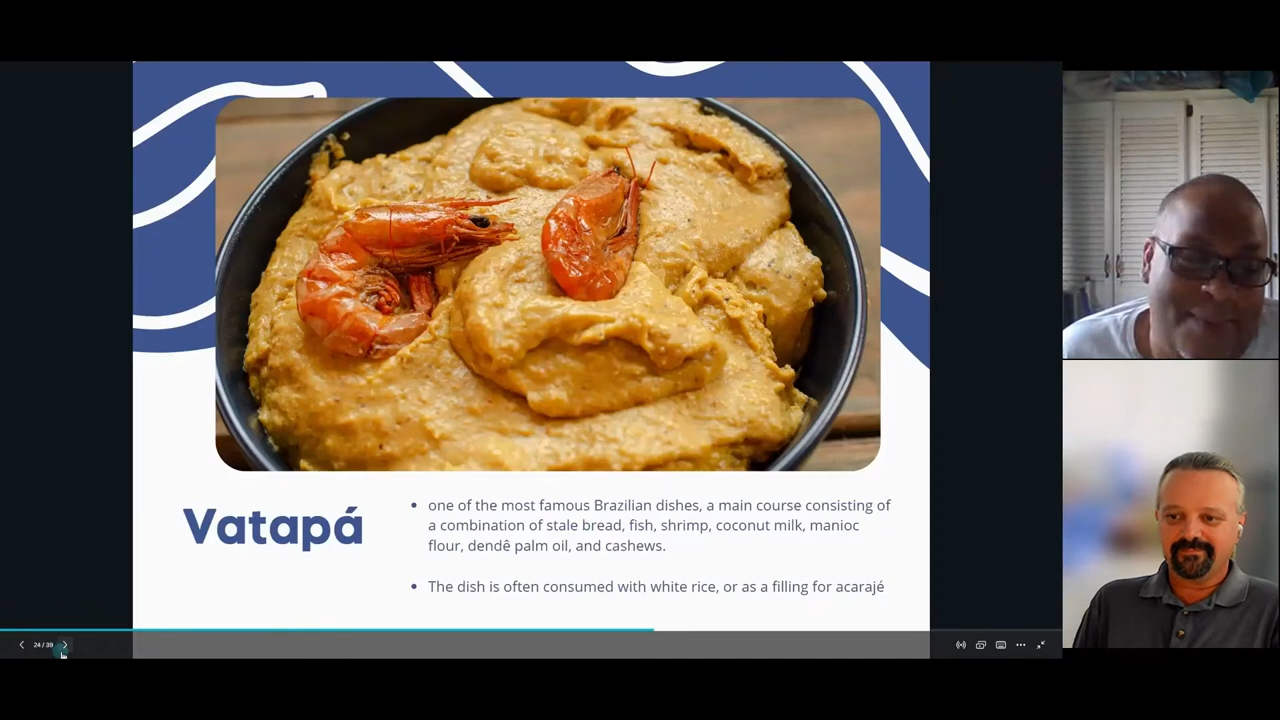 Vatapá
• one of the most famous Brazilian dishes, a main course consisting of
a combination of stale bread, fish, shrimp, coconut milk, manioc
flour, dendê palm oil, and cashews.
• The dish is often consumed with white rice, or as a filling for acarajé
24 / 39